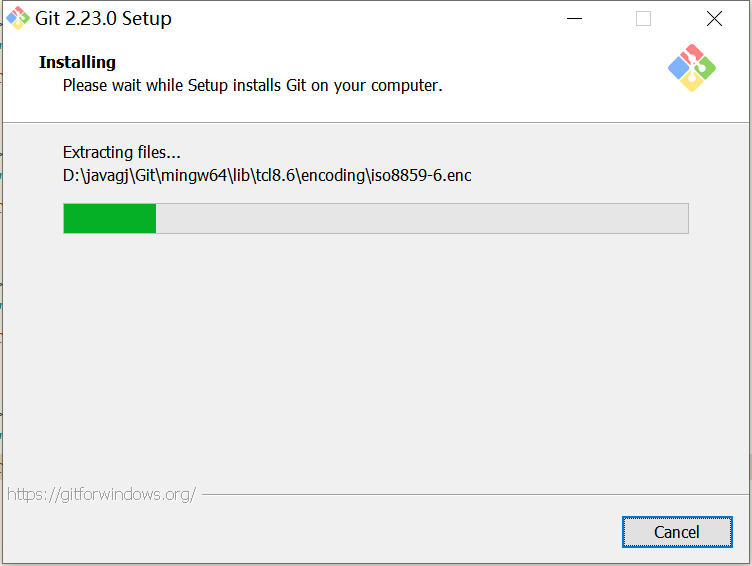 Git 2.23.0 Setup
Installing
Please wait while Setup installs Git on your computer.
Extracting files...
D:\javagj\Git\mingw64\lib\tcl8.6\encoding\iso8859-6.enc
https://gitforwindows.org/
Cancel